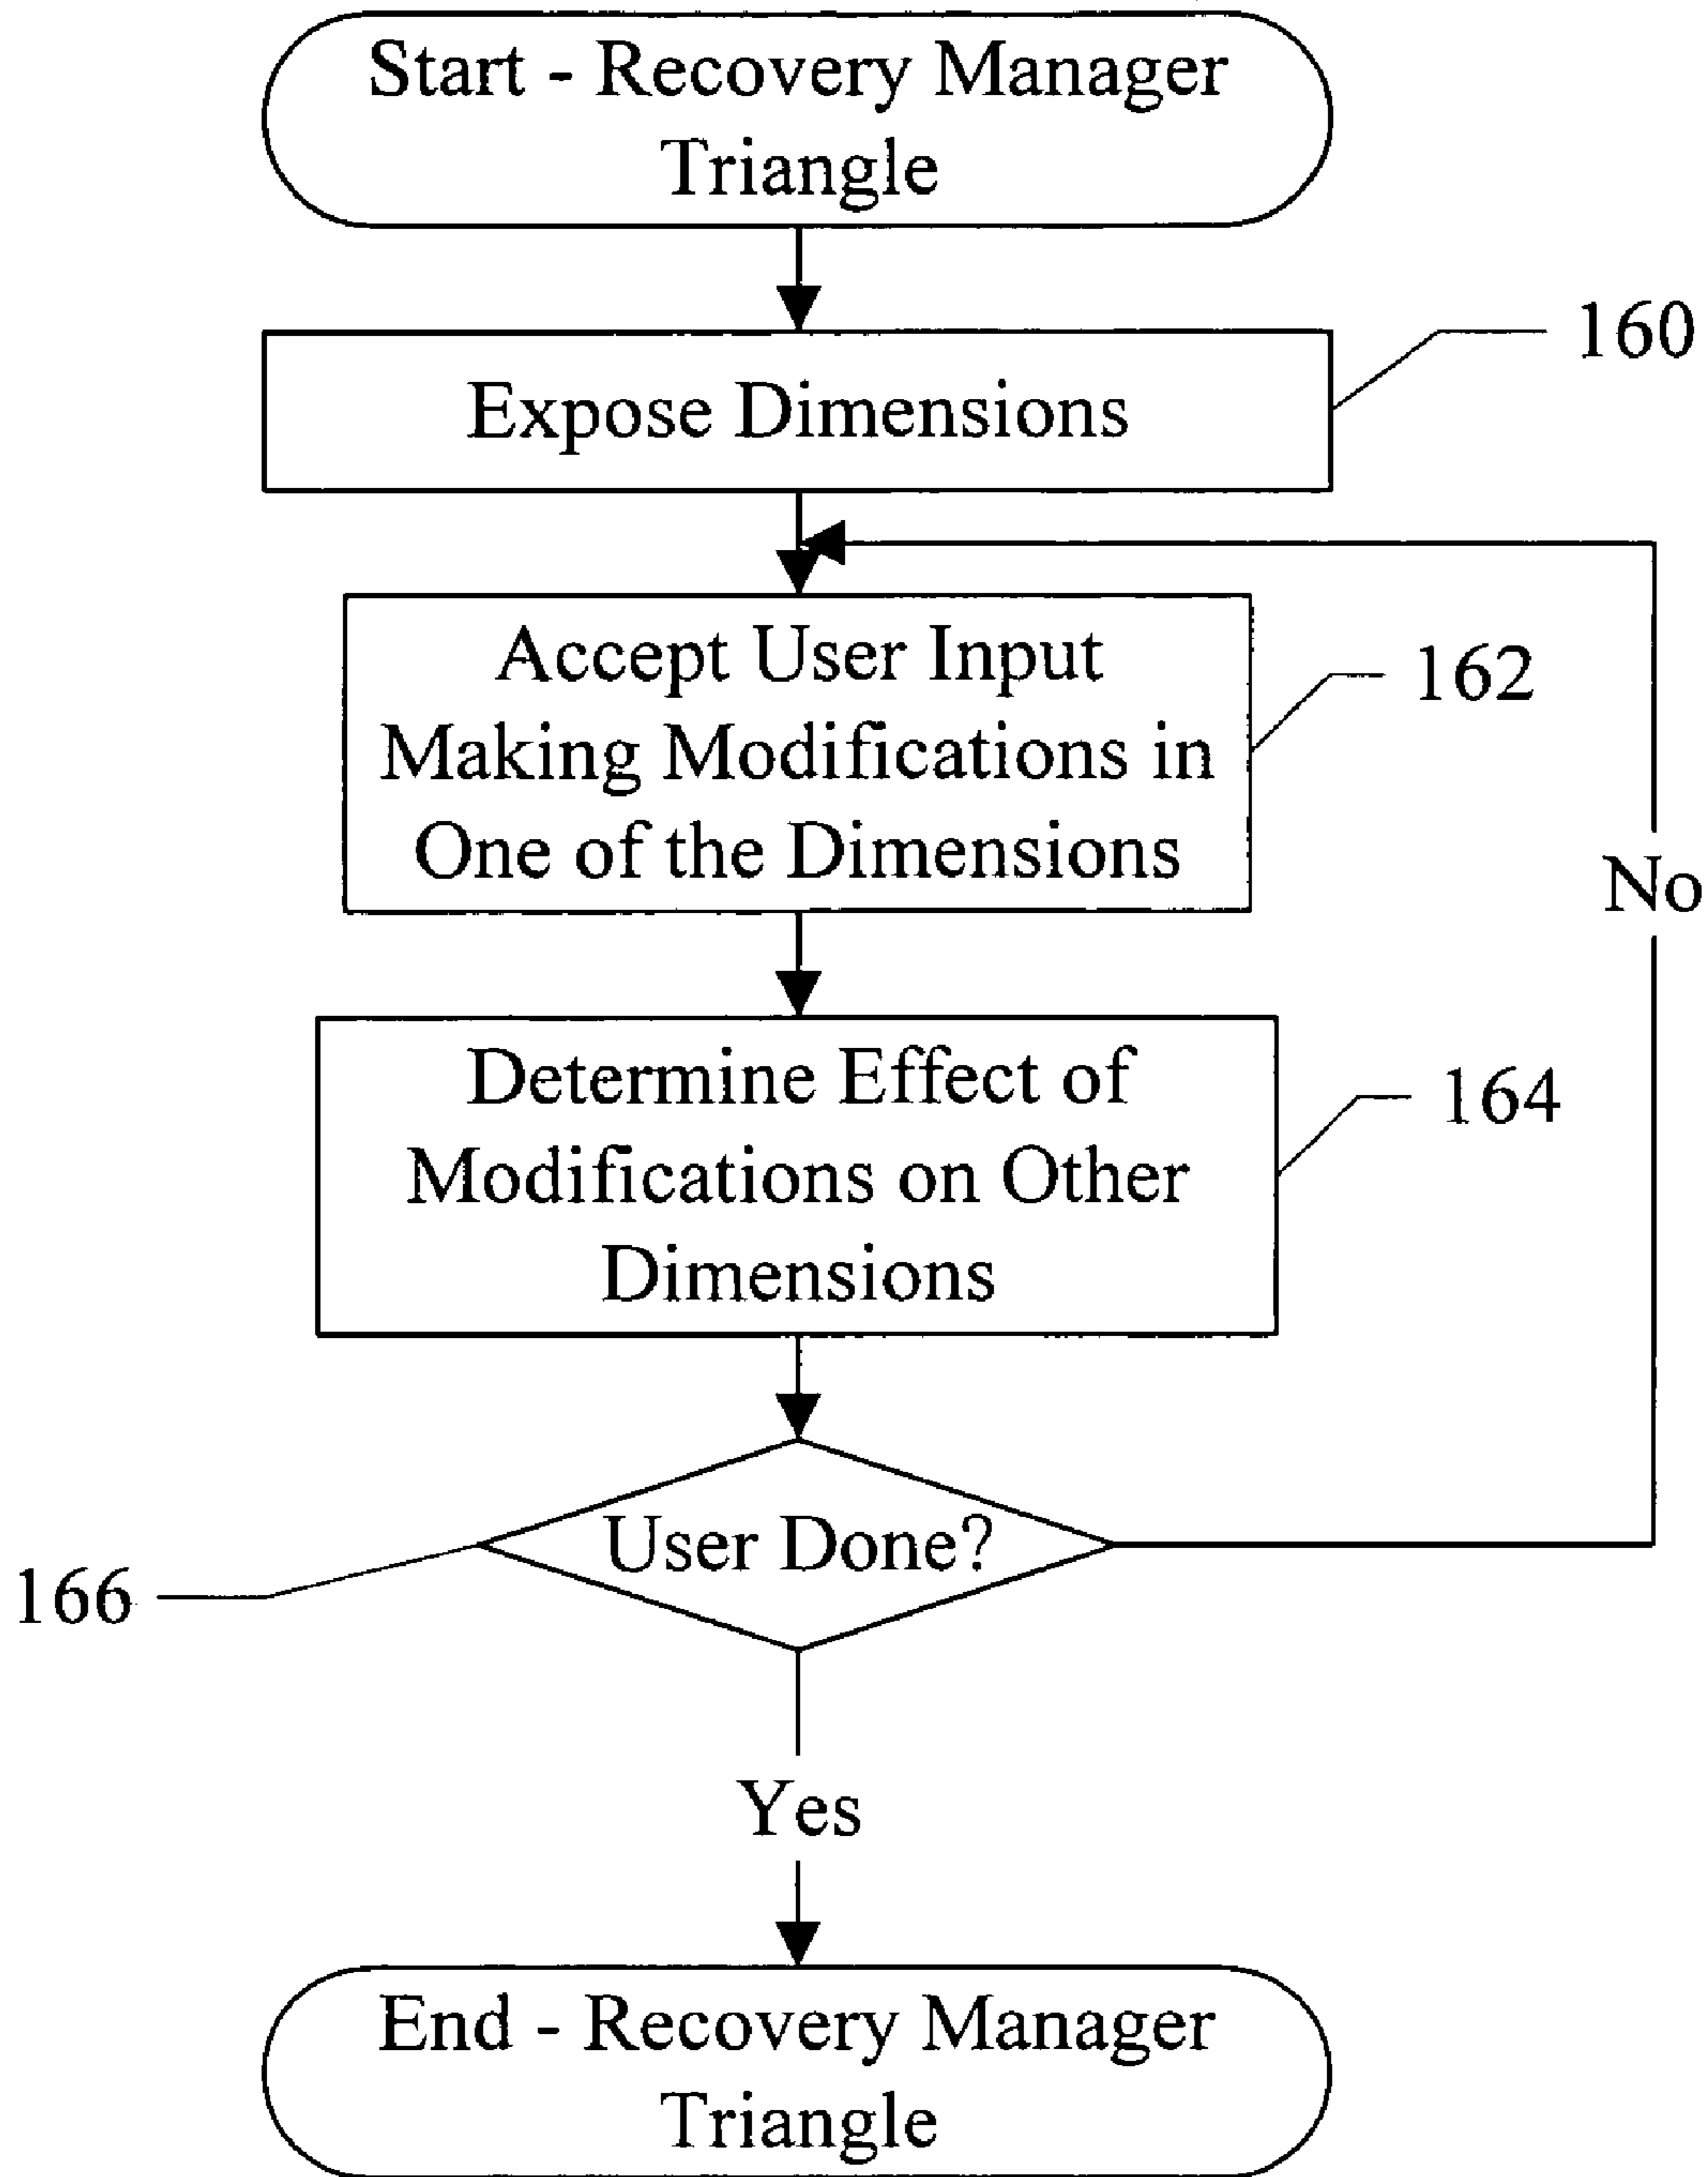 Start - Recovery Manager
Triangle
160
Expose Dimensions
Accept User Input
Making Modifications in
One of the Dimensions
162
No
Determine Effect of
Modifications on Other
Dimensions
164
User Done?
166
Yes
End - Recovery Manager
Triangle